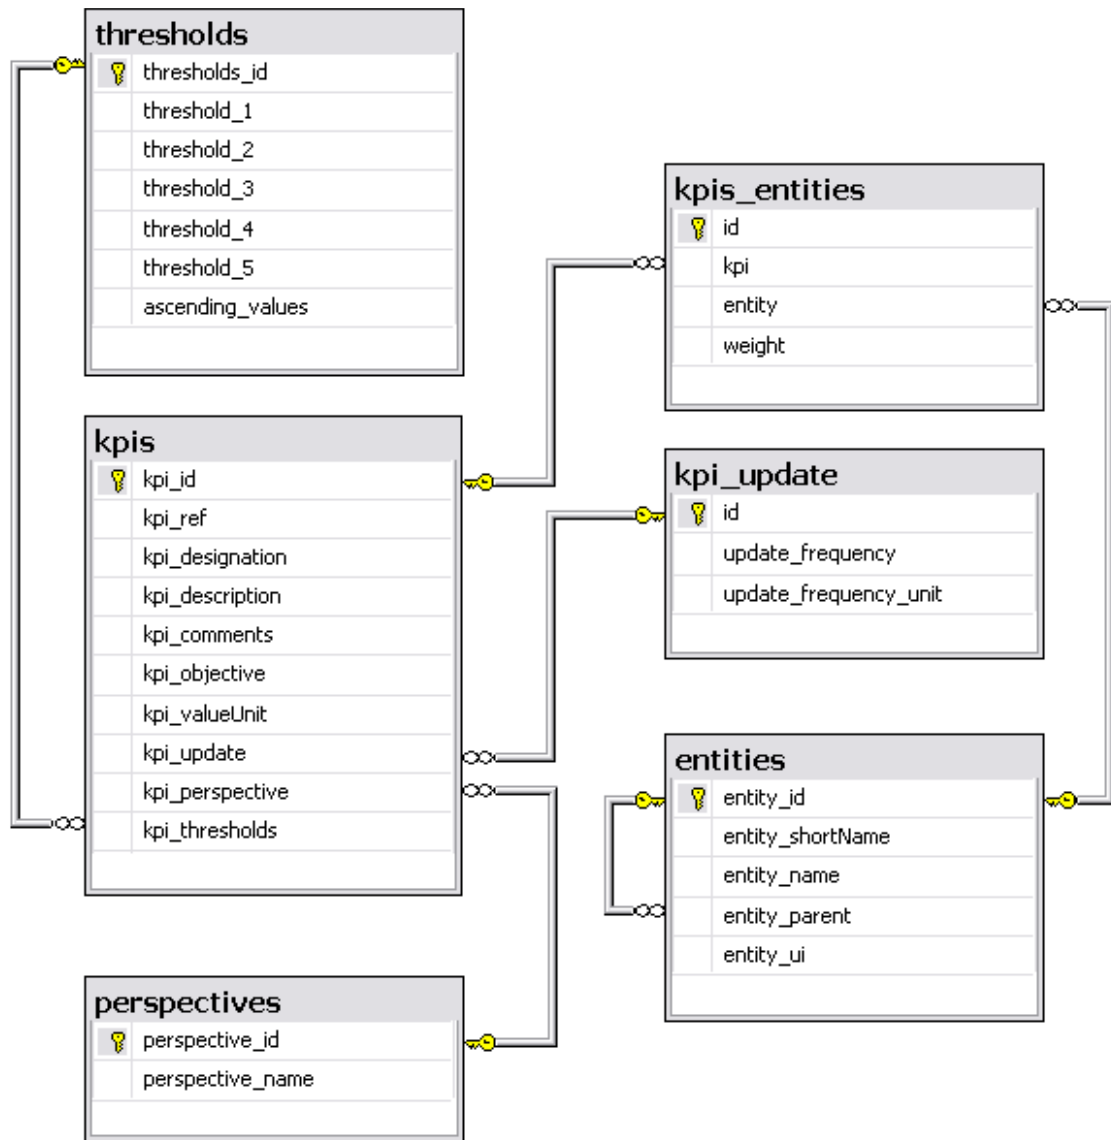 thresholds
thresholds_id
threshold_1
threshold_2
threshold_3
threshold_4
threshold_5
ascending_values
kpis
kpi_id
kpi_ref
kpi_designation
kpi_description
kpi_comments
kpi_objective
kpi_valueUnit
kpi_update
kpi_perspective
kpi_thresholds
perspectives
perspective_id
perspective_name
kpis_entities
id
kpi
entity
weight
kpi_update
id
update_frequency
update_frequency_unit
entities
entity_id
entity_shortName
entity_name
entity_parent
entity_ui